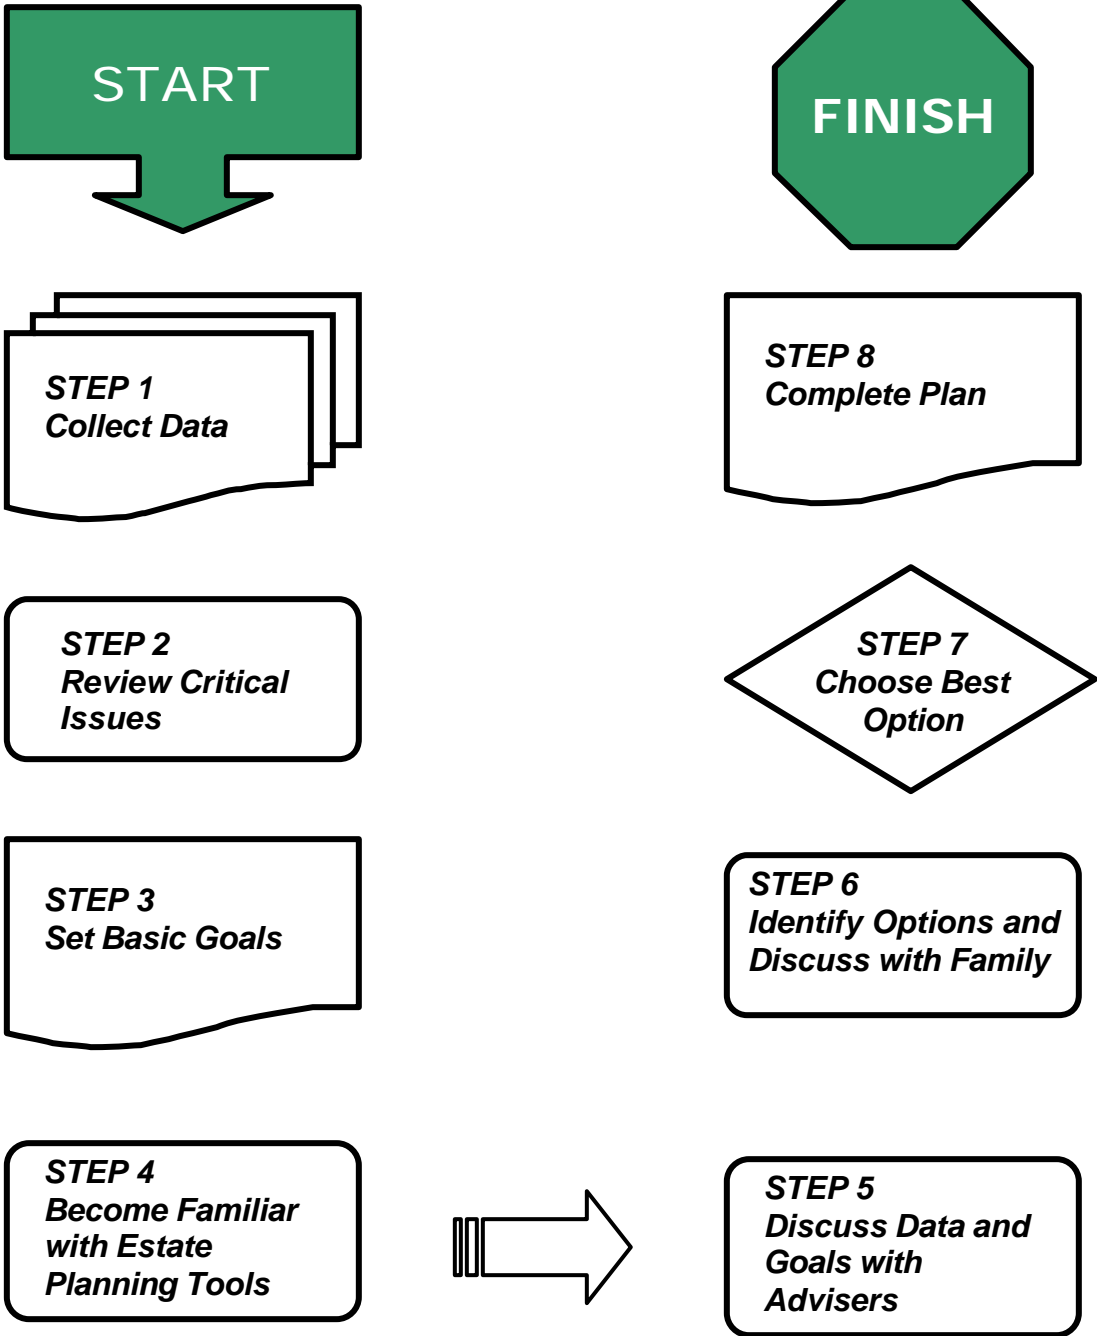 START
STEP 1
Collect Data
STEP 2
Review Critical
Issues
STEP 3
Set Basic Goals
STEP 4
Become Familiar
with Estate
Planning Tools
STEP 5
Discuss Data and
Goals with
Advisers
STEP 6
Identify Options and
Discuss with Family
STEP 7
Choose Best
Option
STEP 8
Complete Plan
FINISH